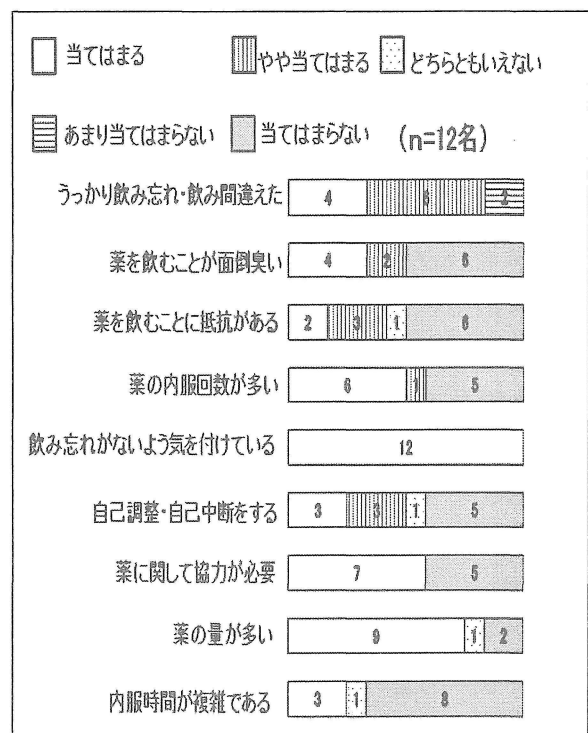 当てはまる やや当てはまる どちらともいえない
あまり当てはまらない 当てはまらない (n=12名)
うっかり飲み忘れ・飲み間違えた 4 6 2
薬を飲むことが面倒臭い 4 2 6
薬を飲むことに抵抗がある 2 3 1 6
薬の内服回数が多い 6 1 5
飲み忘れがないよう気を付けている 12
自己調整・自己中断をする 3 3 1 5
薬に関して協力が必要 7 5
薬の量が多い 9 1 2
内服時間が複雑である 3 1 8